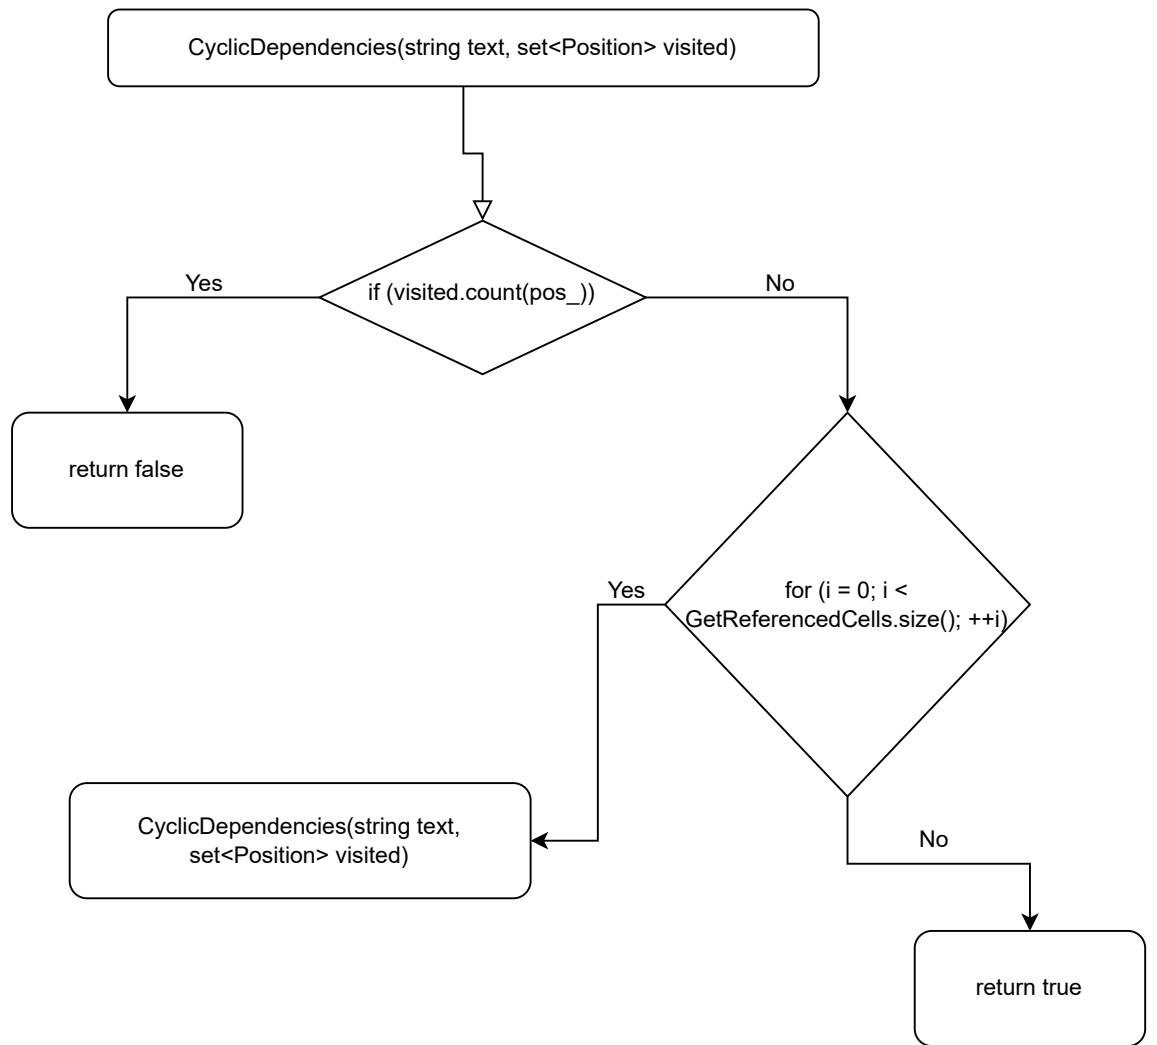 CyclicDependencies(string text, set<Position> visited)
Yes
if (visited.count(pos_))
No
return false
Yes
for (i = 0; i <
GetReferencedCells.size(); ++i)
CyclicDependencies(string text,
set<Position> visited)
No
return true